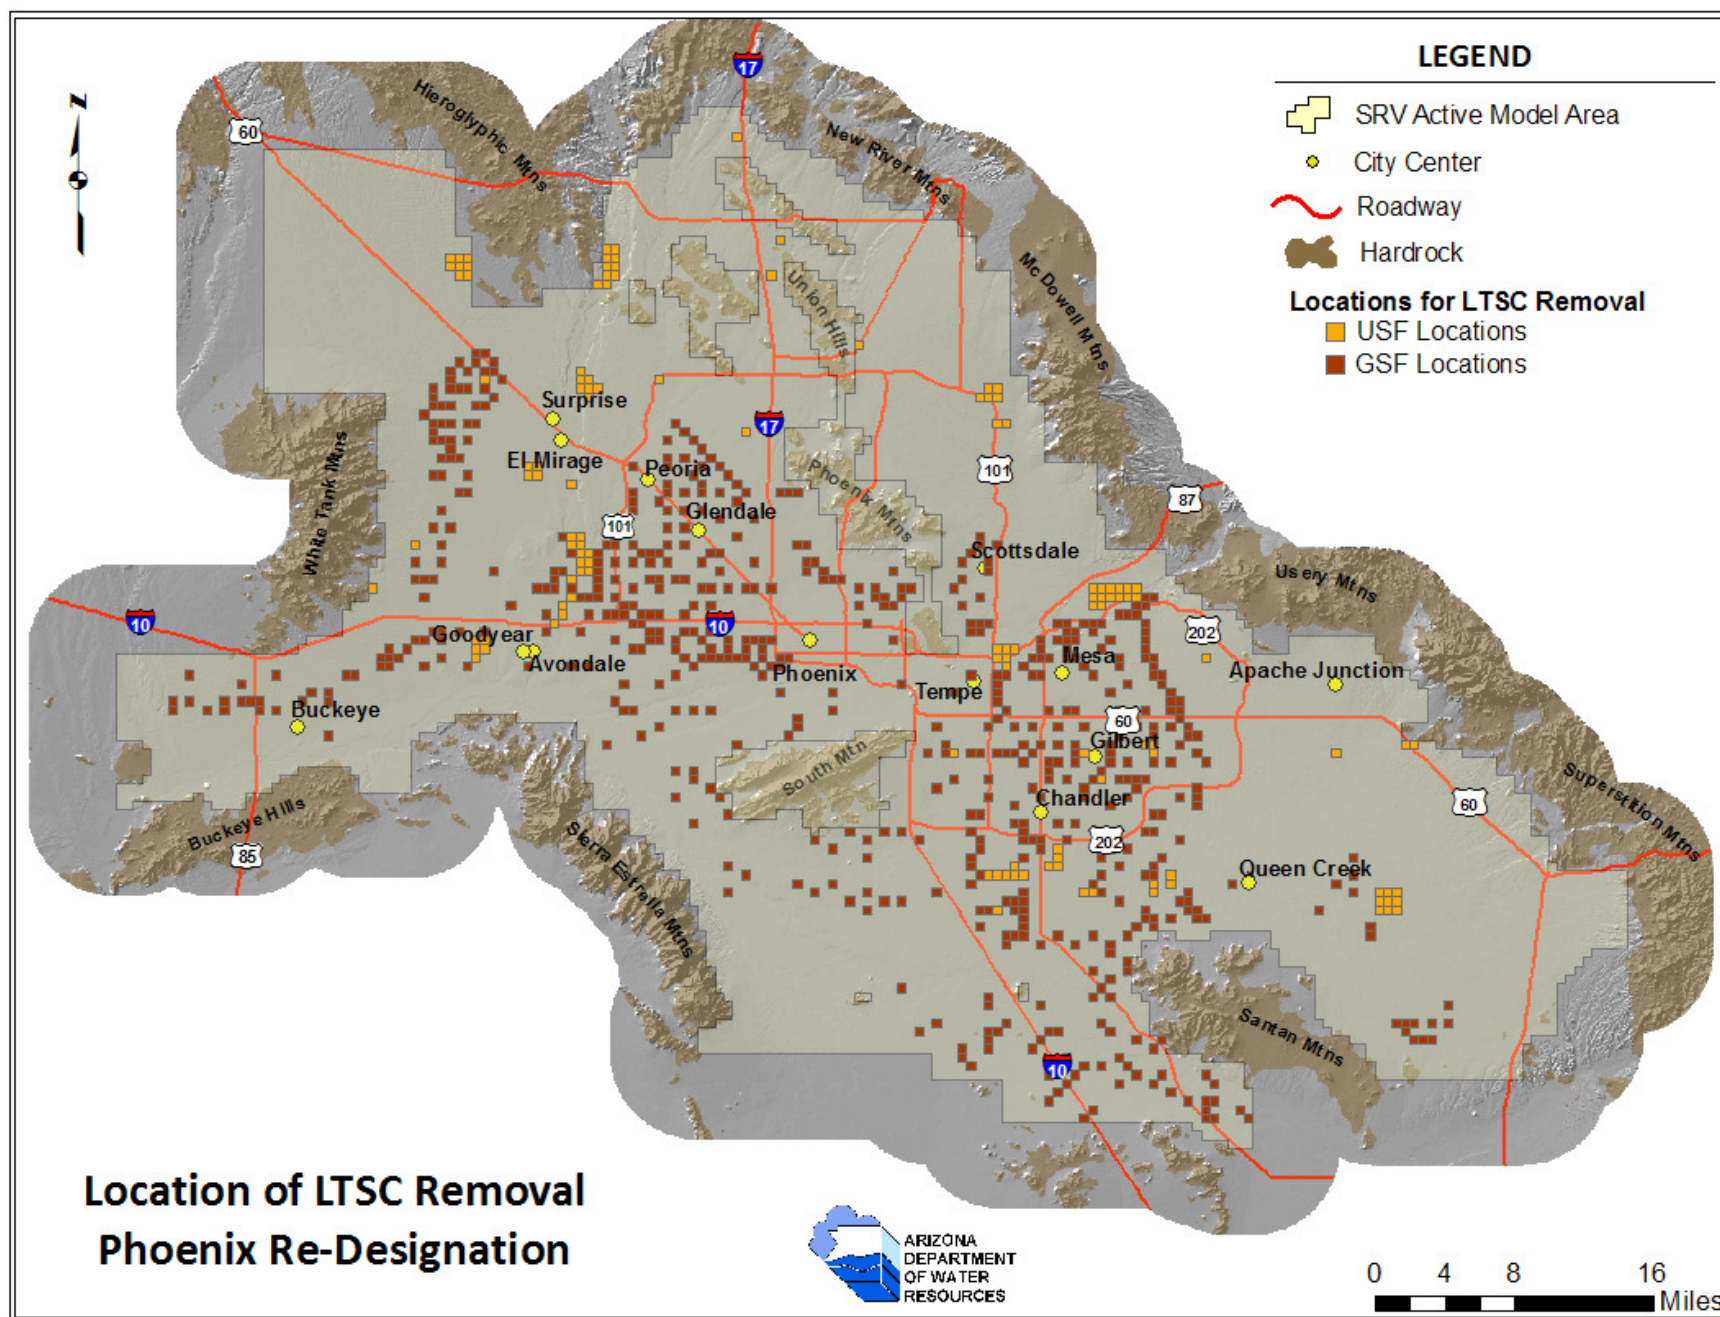 N
17
LEGEND
SRV Active Model Area
City Center
Roadway
Hardrock
Locations for LTSC Removal
USF Locations
GSF Locations
60
Hieroglyphic Mtns
New River Mtns
Mc Dowell Mtns
Union Hills
Surprise
17
El Mirage
Peoria
Phoenix Mtns
101
87
White Tank Mtns
Glendale
101
Scottsdale
Usery Mtns
10
10
202
Goodyear
Avondale
Mesa
Phoenix
Tempe
Apache Junction
Buckeye
60
Gilbert
South Mtn
Chandler
60
Superstition Mtns
Buckeye Hills
85
Sierra Estrella Mtns
202
Queen Creek
Santan Mtns
10
Location of LTSC Removal
Phoenix Re-Designation
ARIZONA
DEPARTMENT
OF WATER
RESOURCES
0 4 8 16
Miles